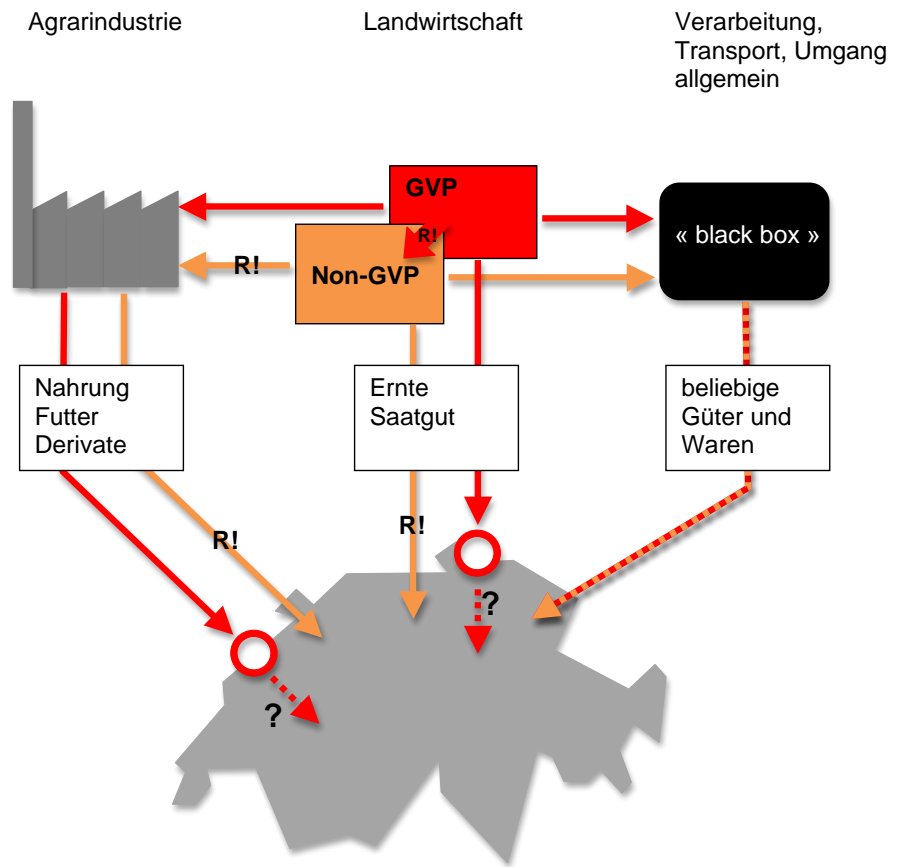 Agrarindustrie
Landwirtschaft
Verarbeitung,
Transport, Umgang
allgemein
GVP
R!
« black box »
R!
Non-GVP
Nahrung
Futter
Derivate
Ernte
Saatgut
beliebige
Güter und
Waren
R!
R!
?
?